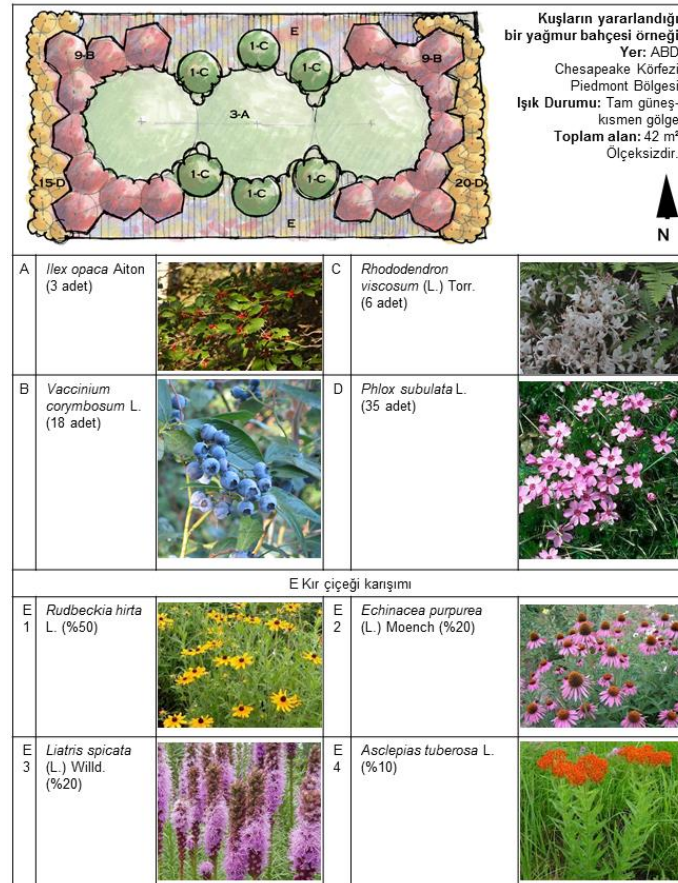 Kuşların yararlandığı
bir yağmur bahçesi örneği
Yer: ABD
Chesapeake Körfezi
Piedmont Bölgesi
Işık Durumu: Tam güneş-
kısmen gölge
Toplam alan: 42 m²
Ölçeksizdir.
N
E
1-C
1-C
1-C
9-B
9-B
3-A
15-D
1-C
1-C
1-C
20-D
E
A
Ilex opaca Aiton
(3 adet)
C
Rhododendron
viscosum (L.) Torr.
(6 adet)
B
Vaccinium
corymbosum L.
(18 adet)
D
Phlox subulata L.
(35 adet)
E Kır çiçeği karışımı
E
1
Rudbeckia hirta
L. (%50)
E
2
Echinacea purpurea
(L.) Moench (%20)
E
3
Liatris spicata
(L.) Willd.
(%20)
E
4
Asclepias tuberosa L.
(%10)